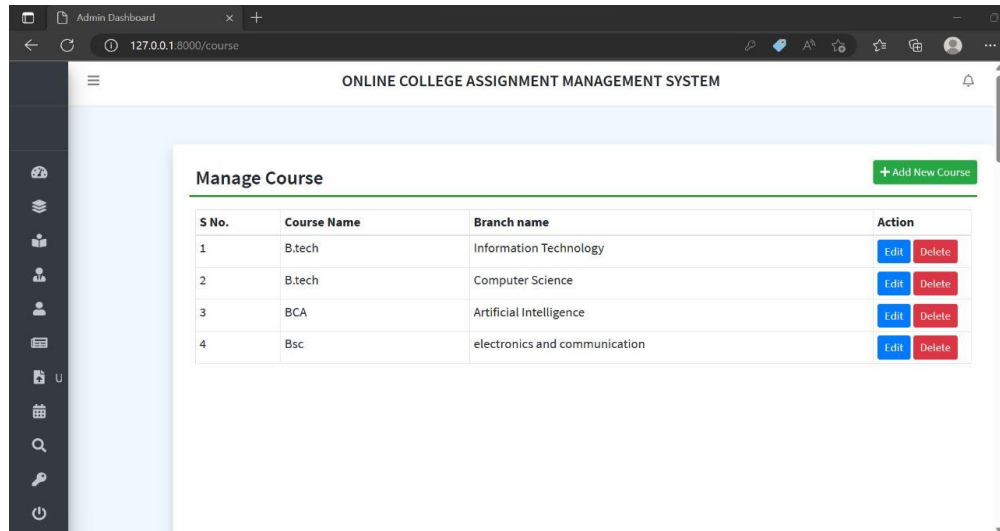 Admin Dashboard
127.0.0.1:8000/course
ONLINE COLLEGE ASSIGNMENT MANAGEMENT SYSTEM
Manage Course
+ Add New Course
S No. Course Name Branch name Action
1 B.tech Information Technology Edit Delete
2 B.tech Computer Science Edit Delete
3 BCA Artificial Intelligence Edit Delete
4 Bsc electronics and communication Edit Delete
U